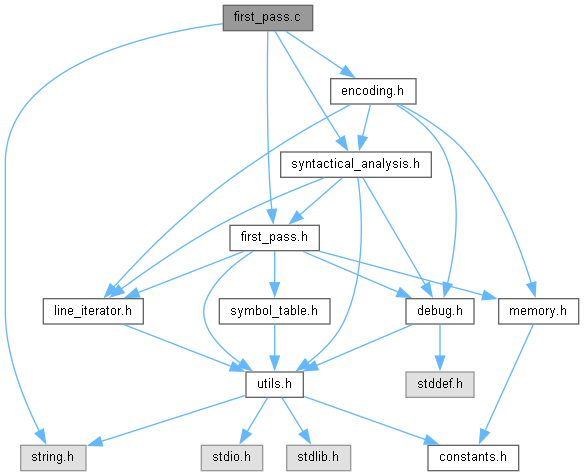 first_pass.c
encoding.h
syntactical_analysis.h
first_pass.h
line_iterator.h
symbol_table.h
debug.h
memory.h
utils.h
stddef.h
string.h
stdio.h
stdlib.h
constants.h